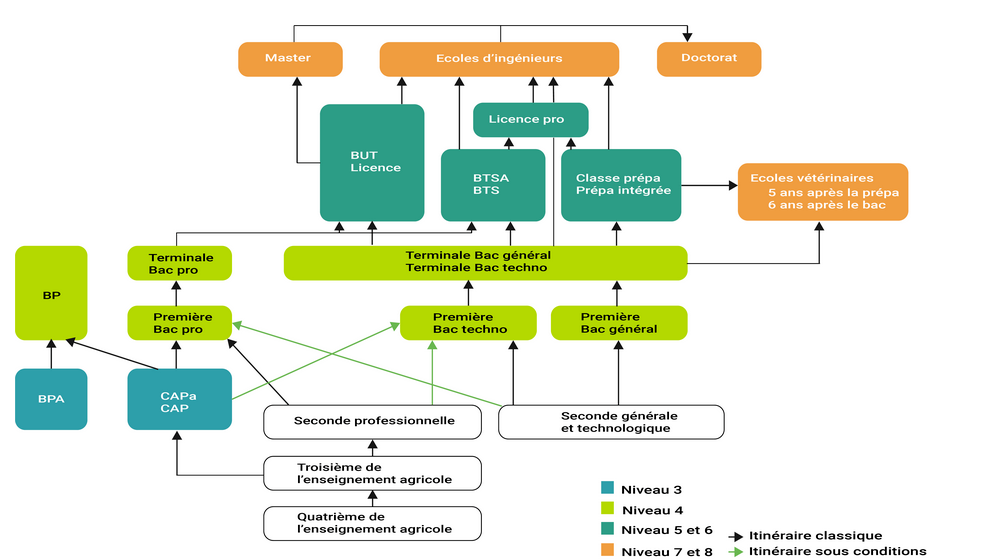 Master
Ecoles d'ingénieurs
Doctorat
Licence pro
BUT
Licence
BTSA
BTS
Classe prépa
Prépa intégrée
Ecoles vétérinaires
5 ans après la prépa
6 ans après le bac
Terminale
Bac pro
Terminale Bac général
Terminale Bac techno
BP
Première
Bac pro
Première
Bac techno
Première
Bac général
BPA
CAPa
CAP
Seconde professionnelle
Seconde générale
et technologique
Troisième de
l'enseignement agricole
Quatrième de
l'enseignement agricole
Niveau 3
Niveau 4
Niveau 5 et 6
Niveau 7 et 8
Itinéraire classique
Itinéraire sous conditions